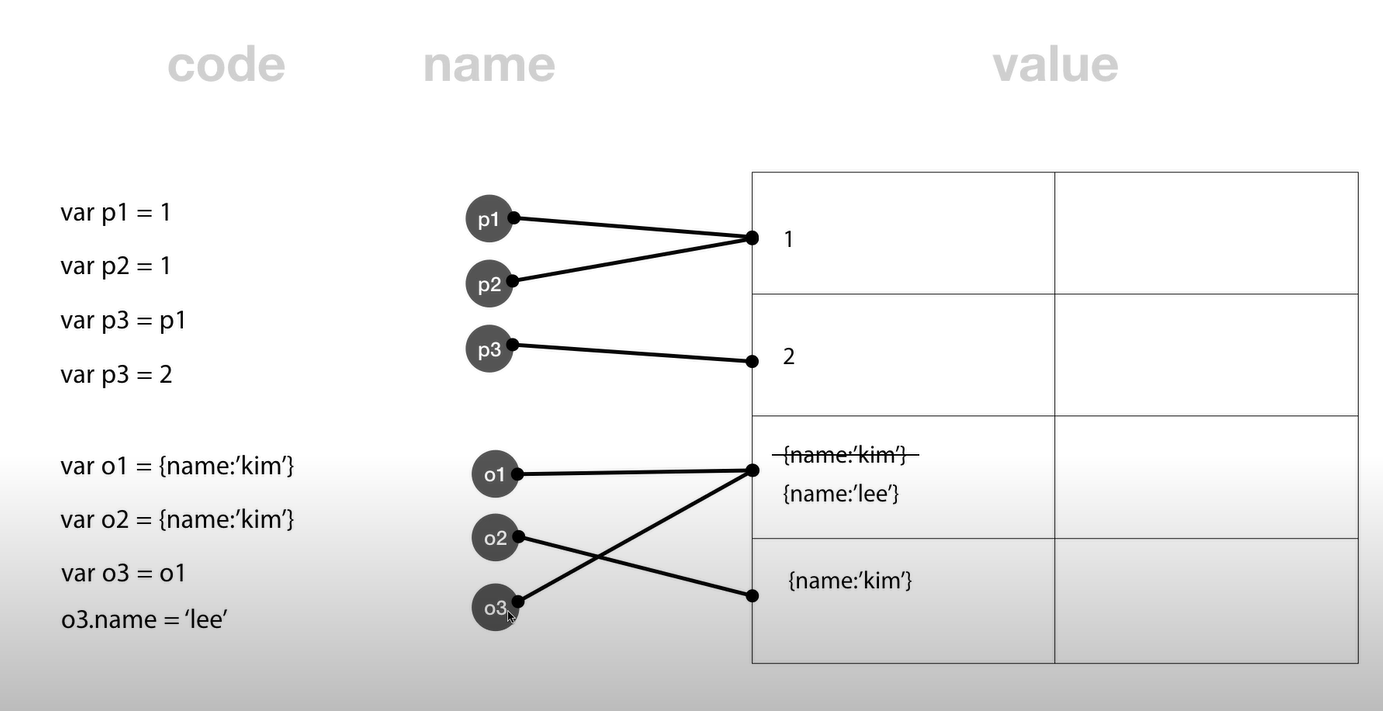 code name value
var p1 = 1
var p2 = 1
var p3 = p1
var p3 = 2
var o1 = {name:’kim’}
var o2 = {name:’kim’}
var o3 = o1
o3.name = ‘lee’
p1
p2
p3
o1
o2
o3
1
2
{name:’kim’}
{name:’lee’}
{name:’kim’}